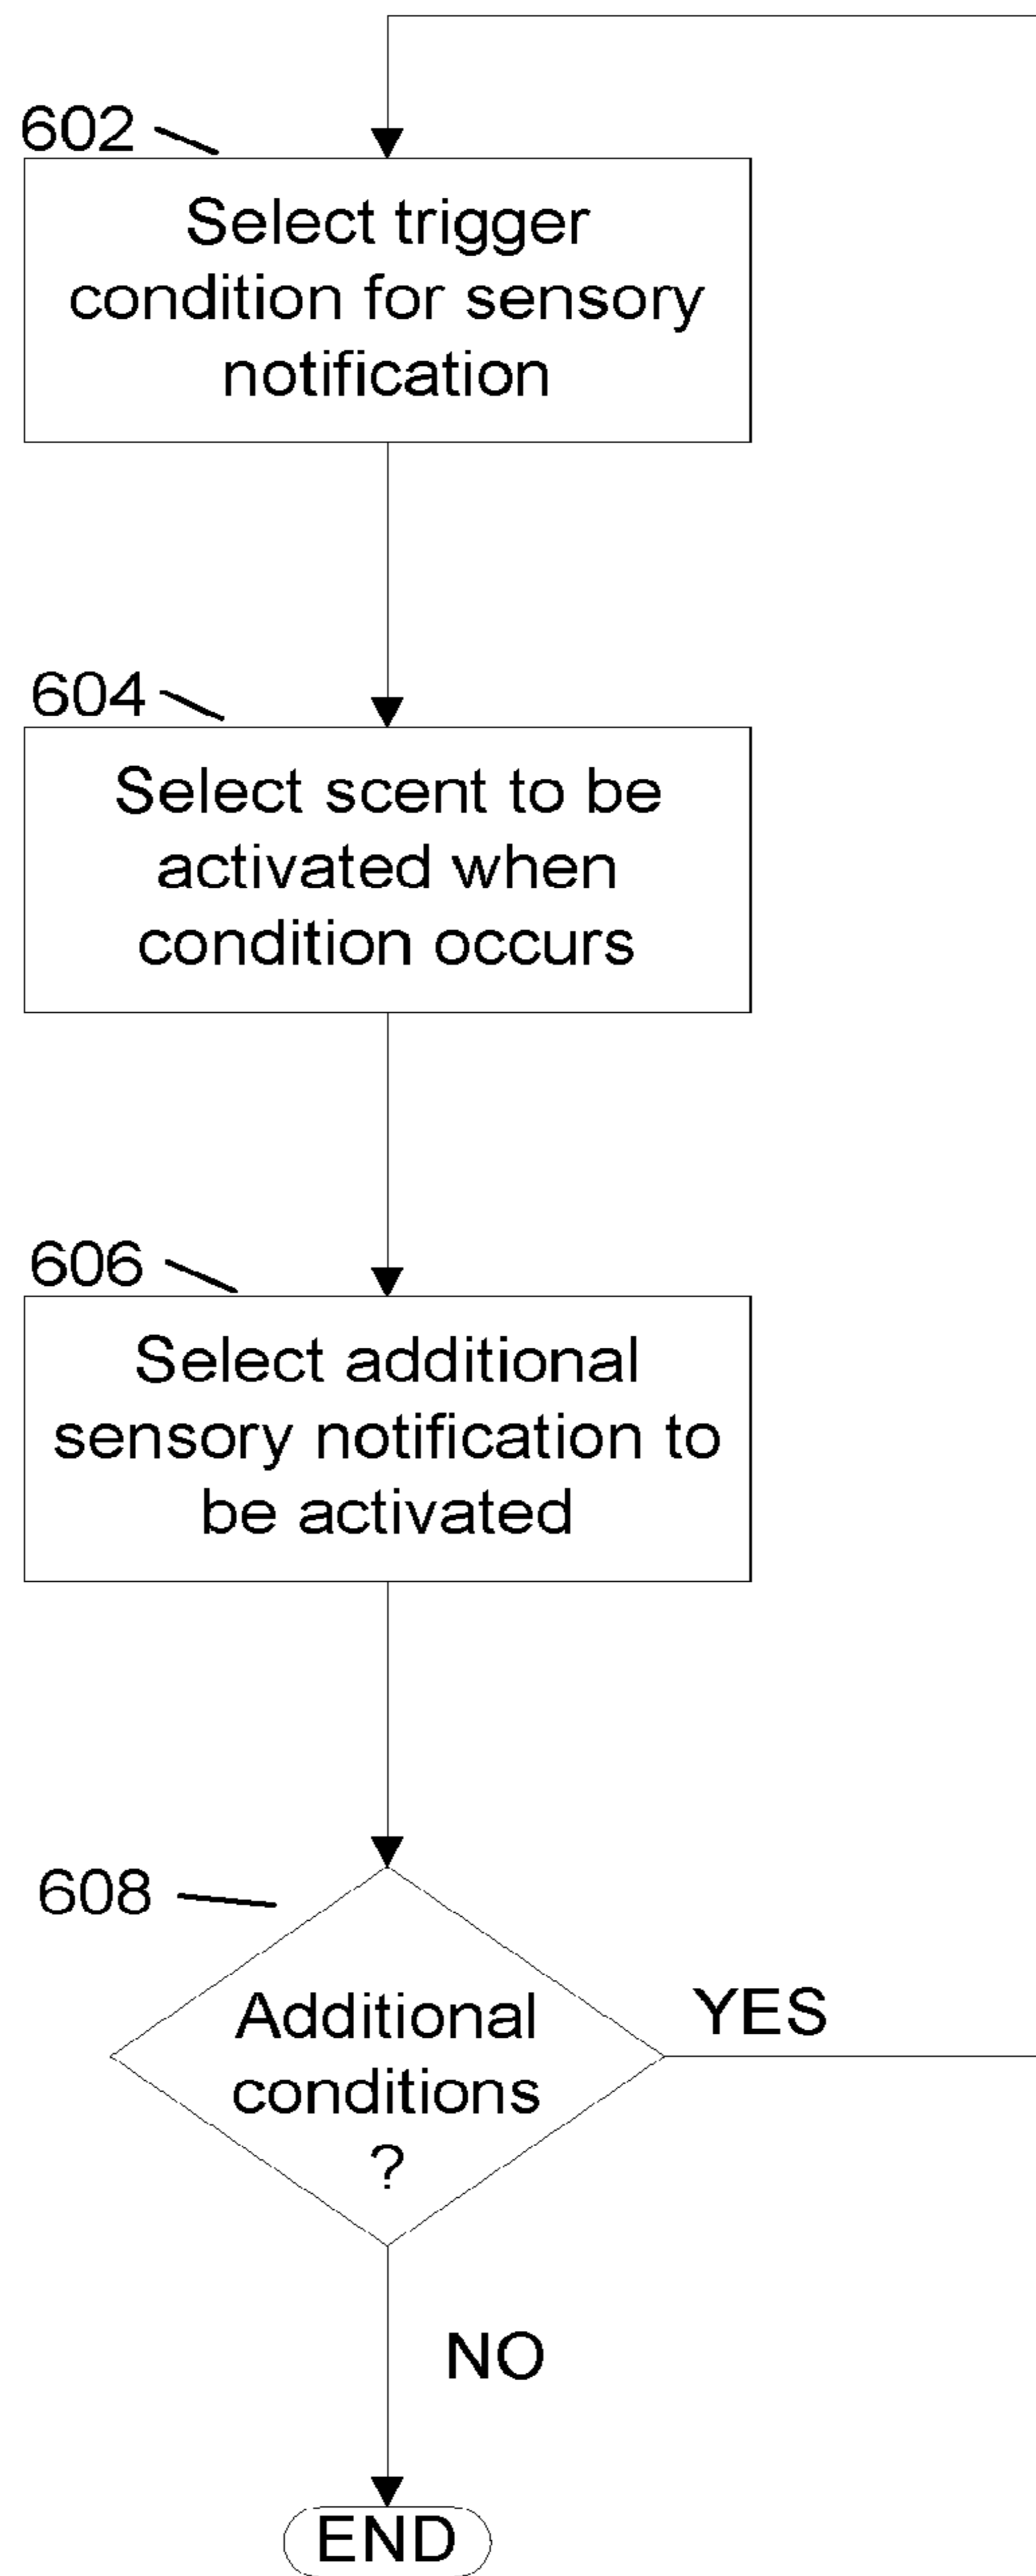 602
Select trigger
condition for sensory
notification
604
Select scent to be
activated when
condition occurs
606
Select additional
sensory notification to
be activated
608
Additional
conditions
?
YES
NO
END